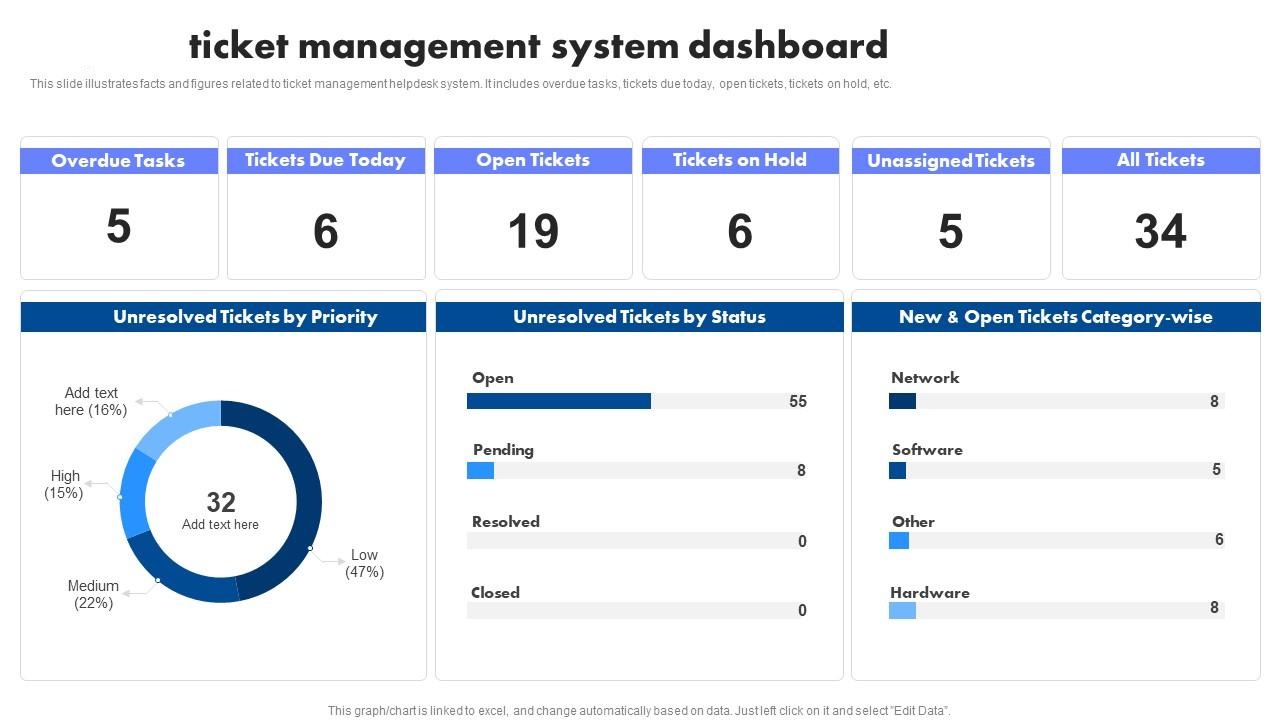 ticket management system dashboard
This slide illustrates facts and figures related to ticket management helpdesk system. It includes overdue tasks, tickets due today, open tickets, tickets on hold, etc.
Overdue Tasks
5
Tickets Due Today
6
Open Tickets
19
Tickets on Hold
6
Unassigned Tickets
5
All Tickets
34
Unresolved Tickets by Priority
Add text
here (16%)
High
(15%)
32
Add text here
Low
(47%)
Medium
(22%)
Unresolved Tickets by Status
Open
55
Pending
8
Resolved
0
Closed
0
New & Open Tickets Category-wise
Network
8
Software
5
Other
6
Hardware
8
This graph/chart is linked to excel, and change automatically based on data. Just left click on it and select "Edit Data".